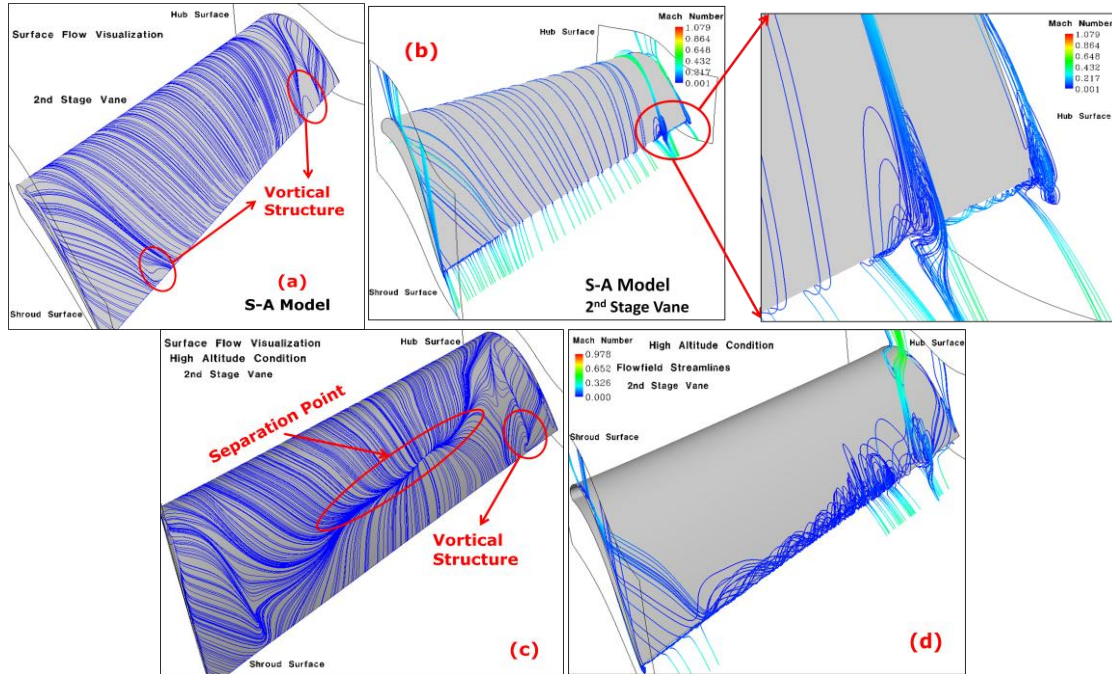 Hub Surface
(a)
Surface Flow Visualization
2nd Stage Vane
Vortical
Structure
(a)
S-A Model
Shroud Surface
Mach Number
1.079
0.864
0.648
0.432
0.217
0.001
Hub Surface
(b)
Shroud Surface
S-A Model
2nd Stage Vane
Mach Number
1.079
0.864
0.648
0.432
0.217
0.001
Hub Surface
Surface Flow Visualization
High Altitude Condition
2nd Stage Vane
Hub Surface
Separation Point
Vortical
Structure
Shroud Surface
(c)
Mach Number
0.978
0.652
0.326
0.000
High Altitude Condition
Flowfield Streamlines
2nd Stage Vane
Hub Surface
Shroud Surface
(d)